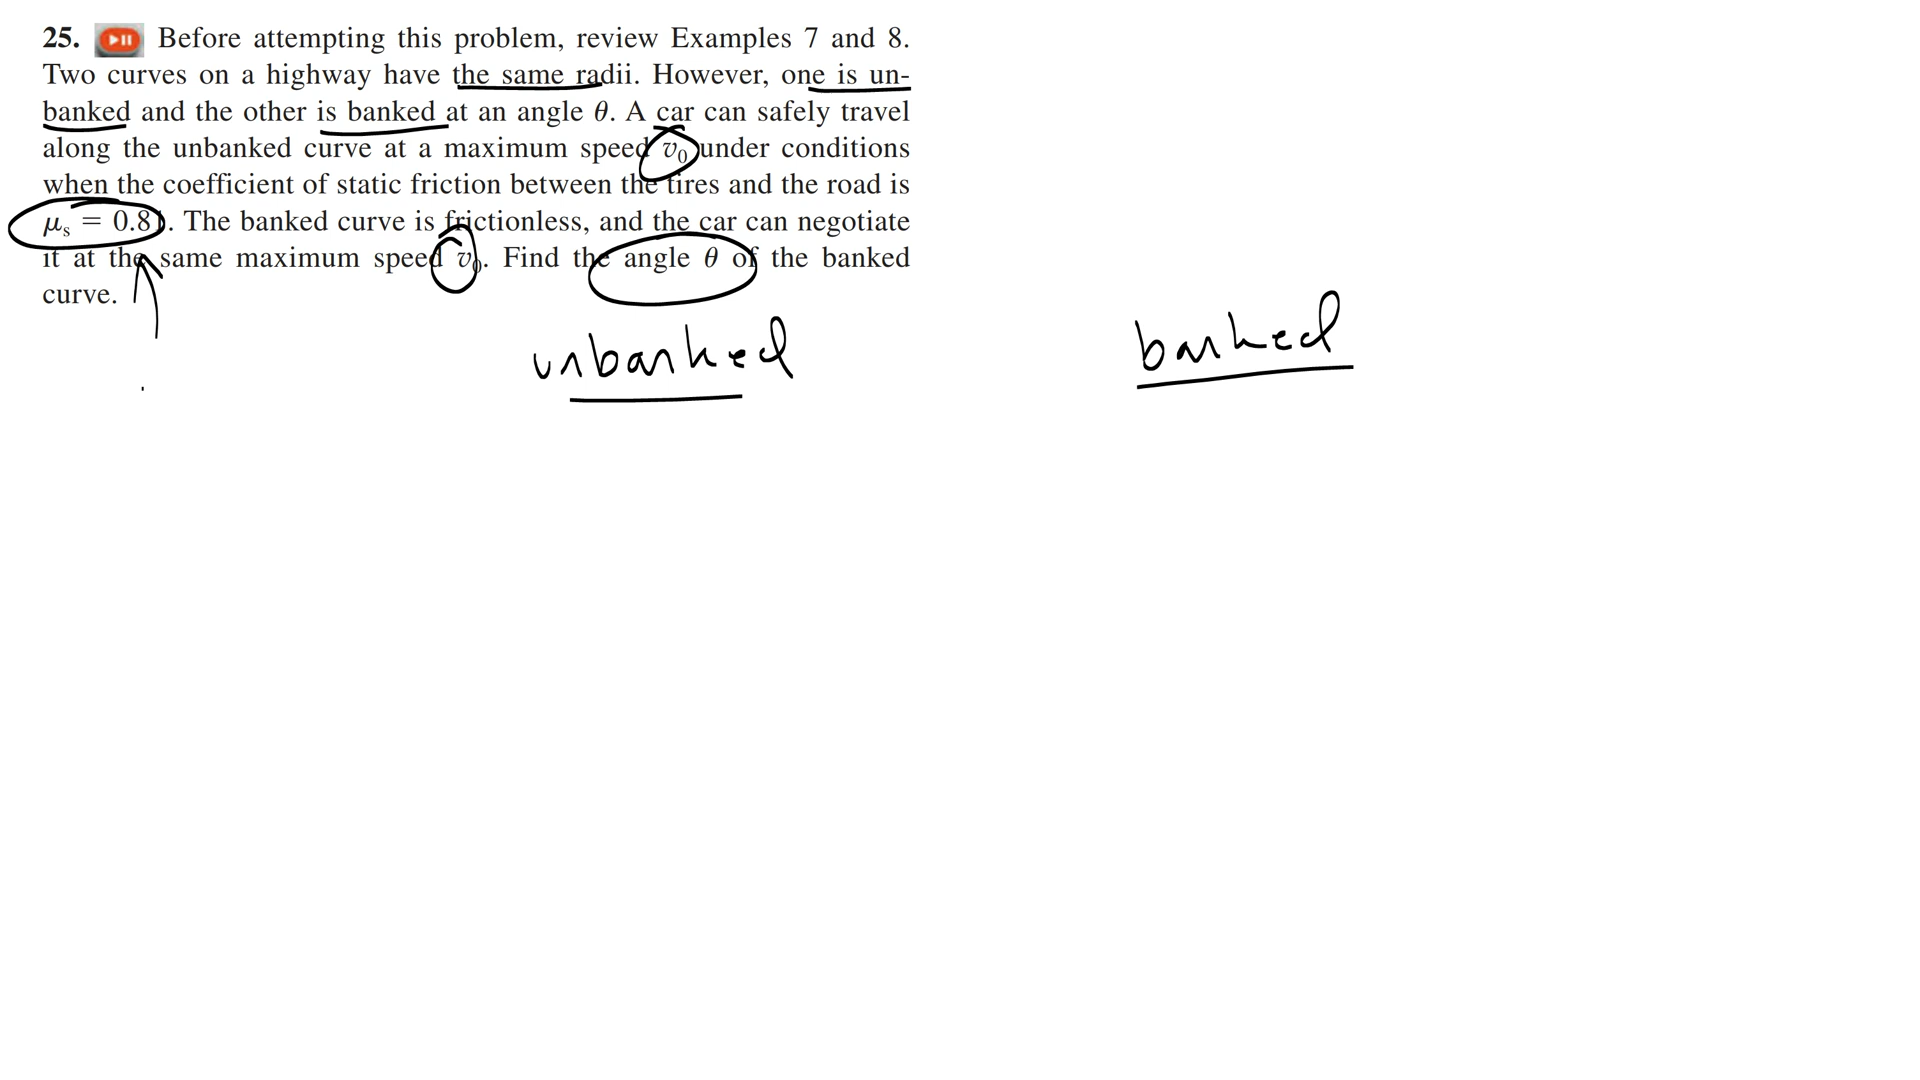 25. Before attempting this problem, review Examples 7 and 8.
Two curves on a highway have the same radii. However, one is un-
banked and the other is banked at an angle θ. A car can safely travel
along the unbanked curve at a maximum speed v₀ under conditions
when the coefficient of static friction between the tires and the road is
μₛ = 0.81. The banked curve is frictionless, and the car can negotiate
it at the same maximum speed v₀. Find the angle θ of the banked
curve.
unbanked
banked